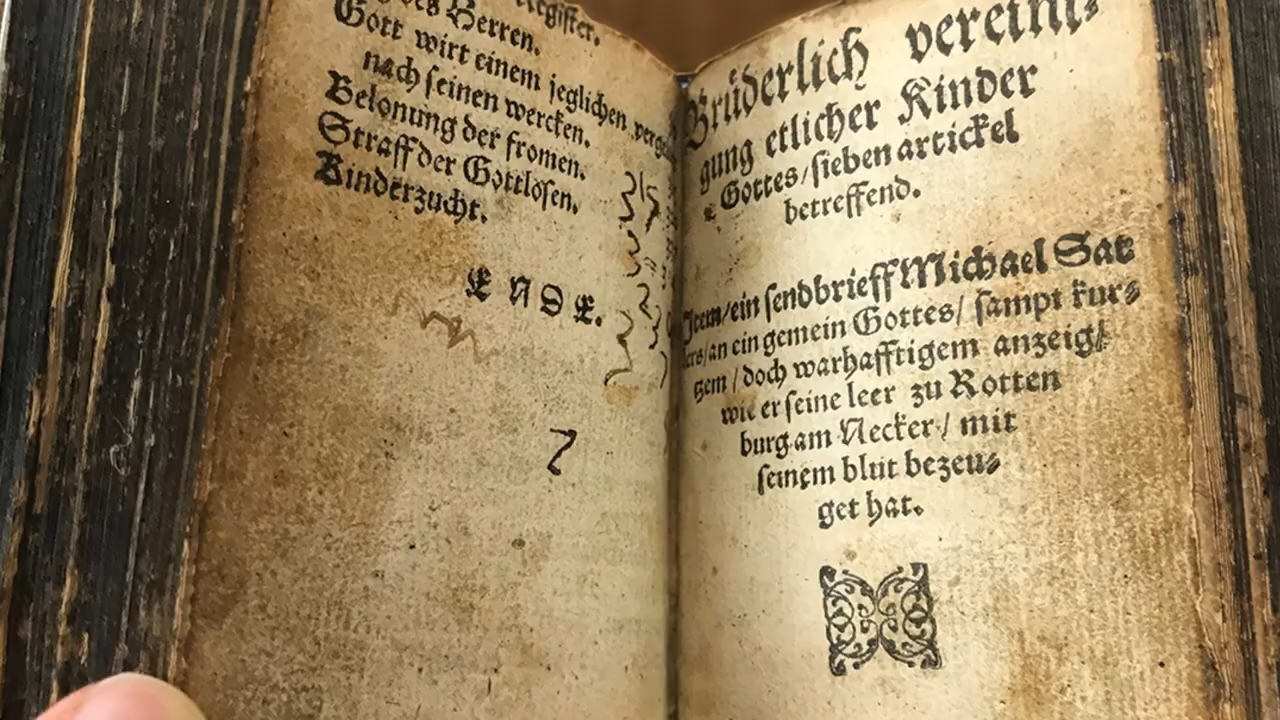 Register.
des Herren.
Gott wirt einem jeglichen
nach seinen wercken.
Belonung der fromen.
Straff der Gottlosen.
Kinderzucht.
ENDE.
Brüderlich vereini⸗
gung etlicher Kinder
Gottes/sieben artickel
betreffend.
Item/ein sendbrieff Michael Sat
lers/an ein gemein Gottes/ sampt kur⸗
tzem/doch warhafftigem anzeig/
wie er seine leer zu Rotten
burg am Necker/ mit
seinem blut bezeu⸗
get hat.